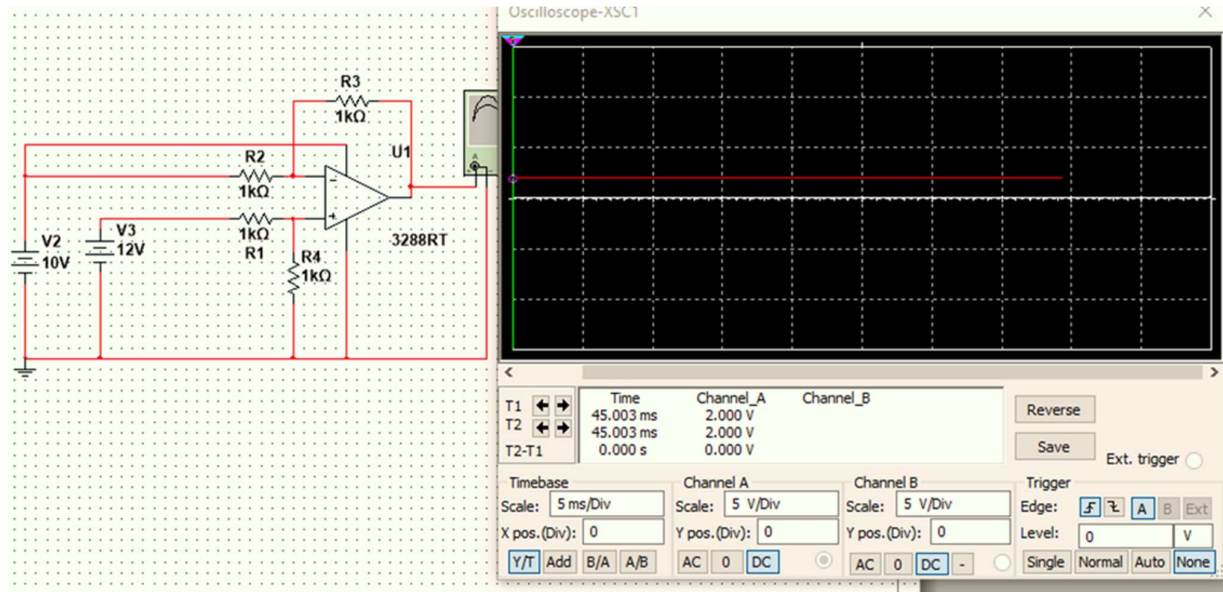 Oscilloscope-XSC1
R3
1kΩ
U1
A
R2
1kΩ
3288RT
V2
10V
V3
12V
1kΩ
R1
R4
1kΩ
Time Channel_A Channel_B
T1 45.003 ms 2.000 V
T2 45.003 ms 2.000 V
T2-T1 0.000 s 0.000 V
Reverse
Save
Ext. trigger
Timebase
Scale: 5 ms/Div
X pos.(Div): 0
Y/T Add B/A A/B
Channel A
Scale: 5 V/Div
Y pos.(Div): 0
AC 0 DC
Channel B
Scale: 5 V/Div
Y pos.(Div): 0
AC 0 DC -
Trigger
Edge: A B Ext
Level: 0 V
Single Normal Auto None